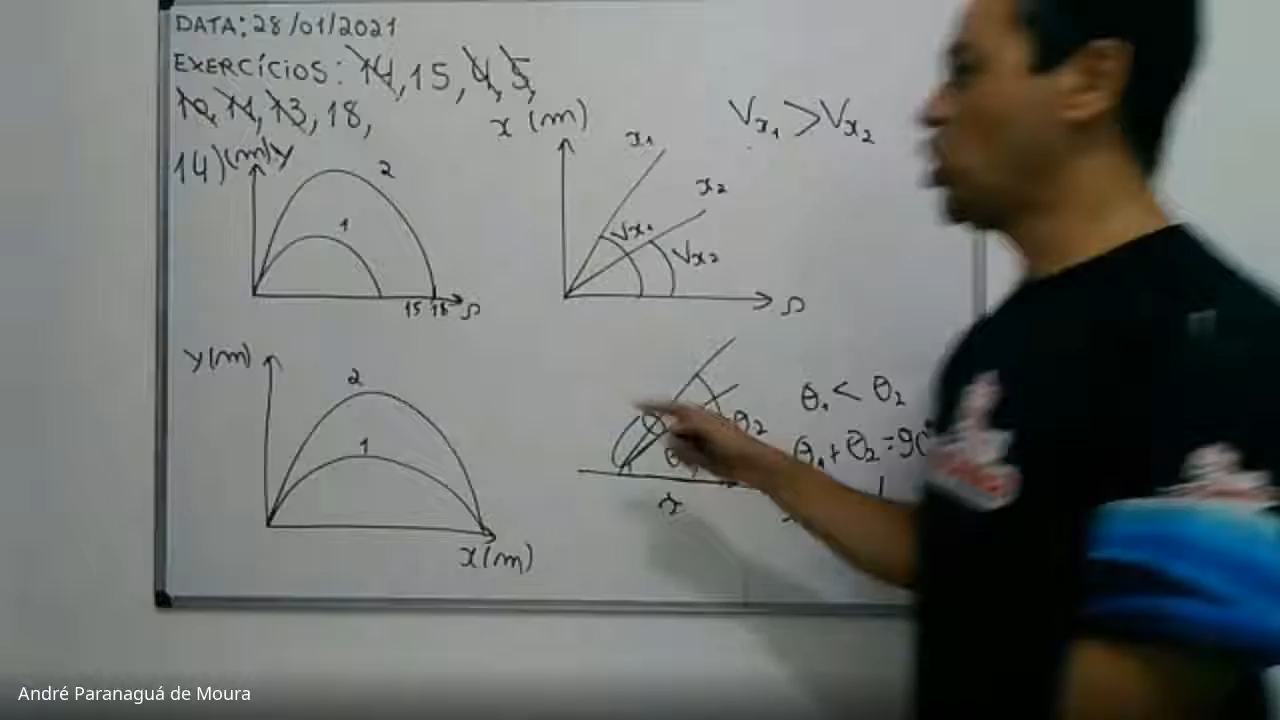 DATA: 28/01/2021
EXERCÍCIOS: 14, 15, 4, 5,
10, 11, 13, 18,
14) (m) y
2
1
15 18
x (m)
x1
x2
Vx1
Vx2
Vx1 > Vx2
y(m)
2
1
x(m)
θ2
x
θ1 < θ2
θ1 + θ2 = 90
André Paranaguá de Moura